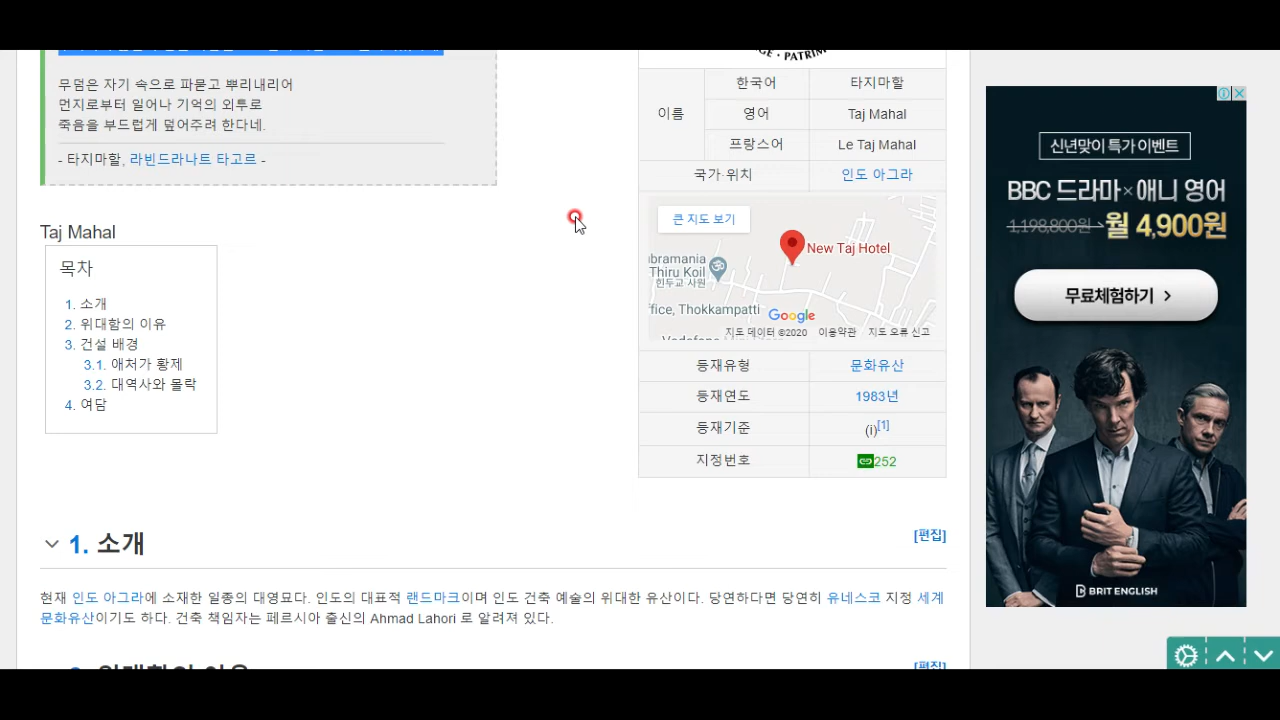 무덤은 자기 속으로 파묻고 뿌리내리어
먼지로부터 일어나 기억의 외투로
죽음을 부드럽게 덮어주려 한다네.
- 타지마할, 라빈드라나트 타고르 -
Taj Mahal
목차
1. 소개
2. 위대함의 이유
3. 건설 배경
3.1. 애처가 황제
3.2. 대역사와 몰락
4. 여담
PATRIM
이름
한국어 타지마할
영어 Taj Mahal
프랑스어 Le Taj Mahal
국가·위치 인도 아그라
큰 지도 보기
New Taj Hotel
bramania
Thiru Koil
힌두교 사원
fice, Thokkampatti
Google
지도 데이터 ©2020 이용약관 지도 오류 신고
등재유형 문화유산
등재연도 1983년
등재기준 (i)[1]
지정번호 252
1. 소개 [편집]
현재 인도 아그라에 소재한 일종의 대영묘다. 인도의 대표적 랜드마크이며 인도 건축 예술의 위대한 유산이다. 당연하다면 당연히 유네스코 지정 세계
문화유산이기도 하다. 건축 책임자는 페르시아 출신의 Ahmad Lahori 로 알려져 있다.
[편집]
신년맞이 특가 이벤트
BBC 드라마×애니 영어
1,198,800원 > 월 4,900원
무료체험하기 >
BRIT ENGLISH